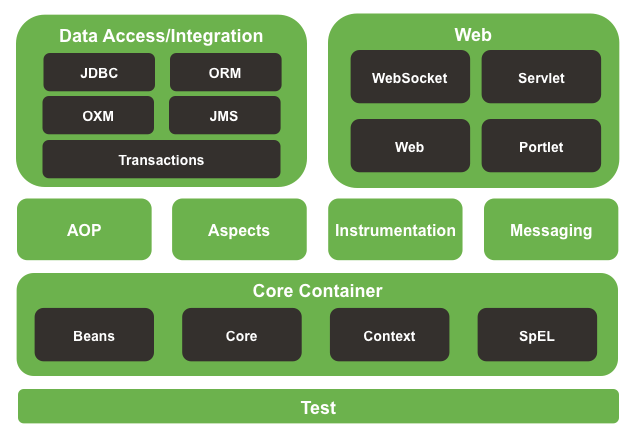 Data Access/Integration
JDBC
ORM
OXM
JMS
Transactions
Web
WebSocket
Servlet
Web
Portlet
AOP
Aspects
Instrumentation
Messaging
Core Container
Beans
Core
Context
SpEL
Test